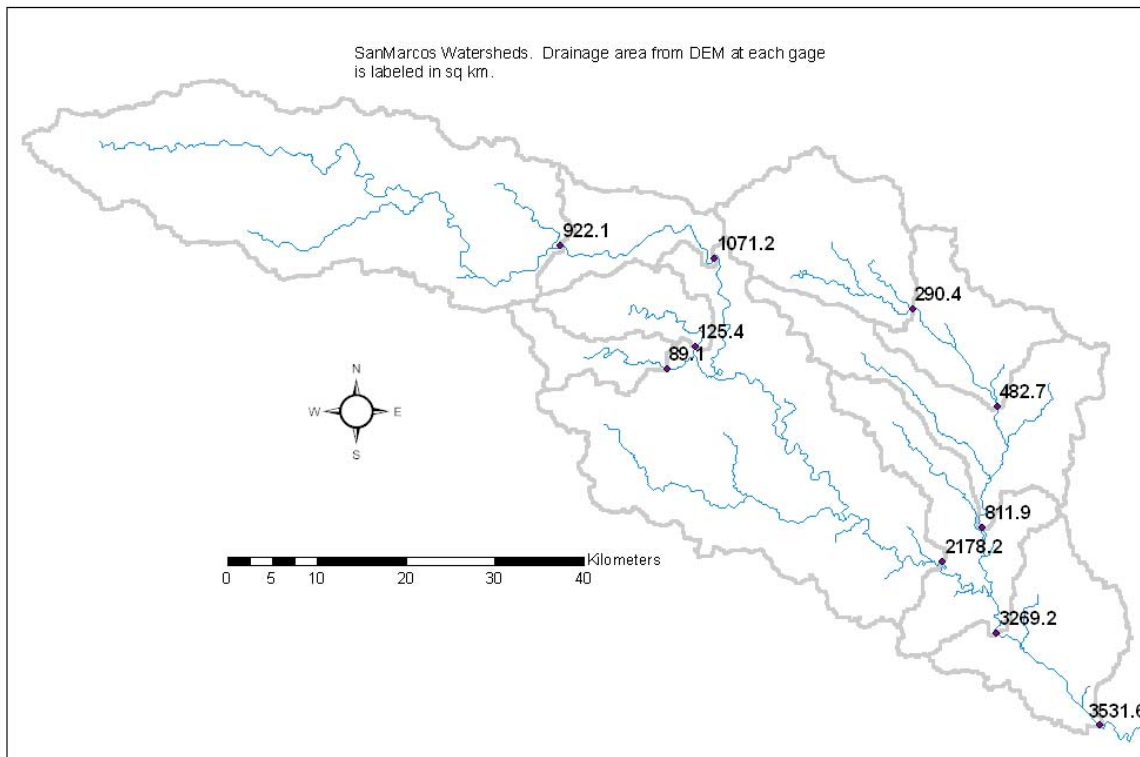 SanMarcos Watersheds. Drainage area from DEM at each gage
is labeled in sq km.
922.1
1071.2
290.4
125.4
89.1
482.7
N
W E
S
811.9
2178.2
Kilometers
0 5 10 20 30 40
3269.2
3531.6